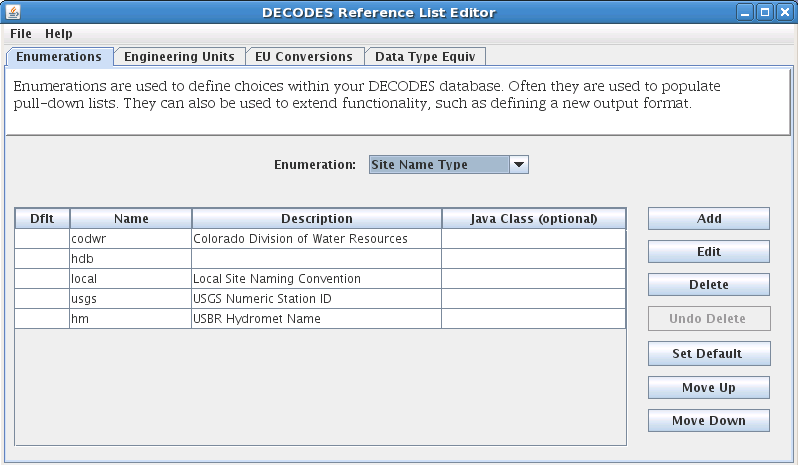 DECODES Reference List Editor
File Help
Enumerations Engineering Units EU Conversions Data Type Equiv
Enumerations are used to define choices within your DECODES database. Often they are used to populate
pull-down lists. They can also be used to extend functionality, such as defining a new output format.
Enumeration: Site Name Type
Dflt Name Description Java Class (optional)
codwr Colorado Division of Water Resources
hdb
local Local Site Naming Convention
usgs USGS Numeric Station ID
hm USBR Hydromet Name
Add
Edit
Delete
Undo Delete
Set Default
Move Up
Move Down